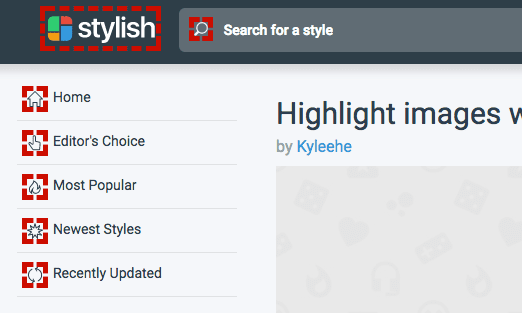 stylish
Search for a style
Home
Editor's Choice
Most Popular
Newest Styles
Recently Updated
Highlight images
by Kyleehe